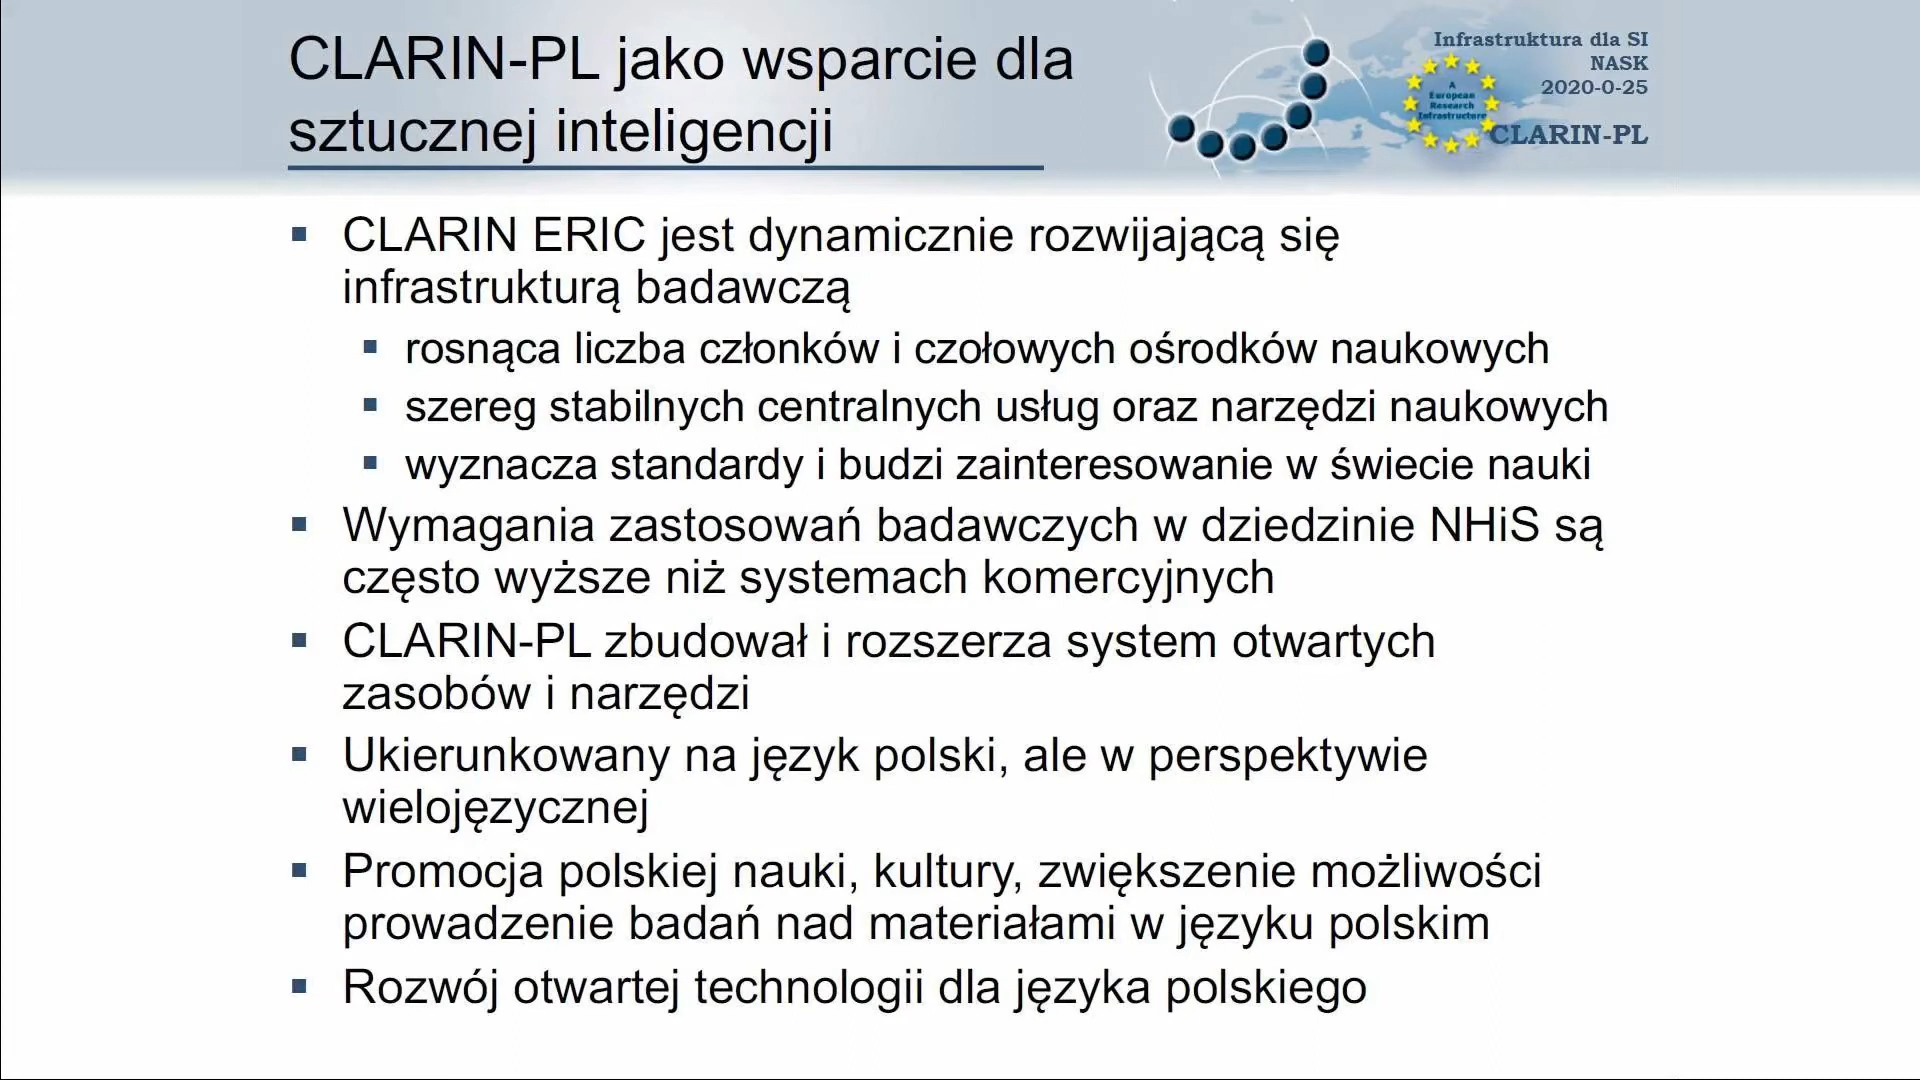 CLARIN-PL jako wsparcie dla
sztucznej inteligencji
Infrastruktura dla SI
NASK
2020-0-25
A
European
Research
Infrastructure
CLARIN-PL
CLARIN ERIC jest dynamicznie rozwijającą się
infrastrukturą badawczą
rosnąca liczba członków i czołowych ośrodków naukowych
szereg stabilnych centralnych usług oraz narzędzi naukowych
wyznacza standardy i budzi zainteresowanie w świecie nauki
Wymagania zastosowań badawczych w dziedzinie NHiS są
często wyższe niż systemach komercyjnych
CLARIN-PL zbudował i rozszerza system otwartych
zasobów i narzędzi
Ukierunkowany na język polski, ale w perspektywie
wielojęzycznej
Promocja polskiej nauki, kultury, zwiększenie możliwości
prowadzenie badań nad materiałami w języku polskim
Rozwój otwartej technologii dla języka polskiego